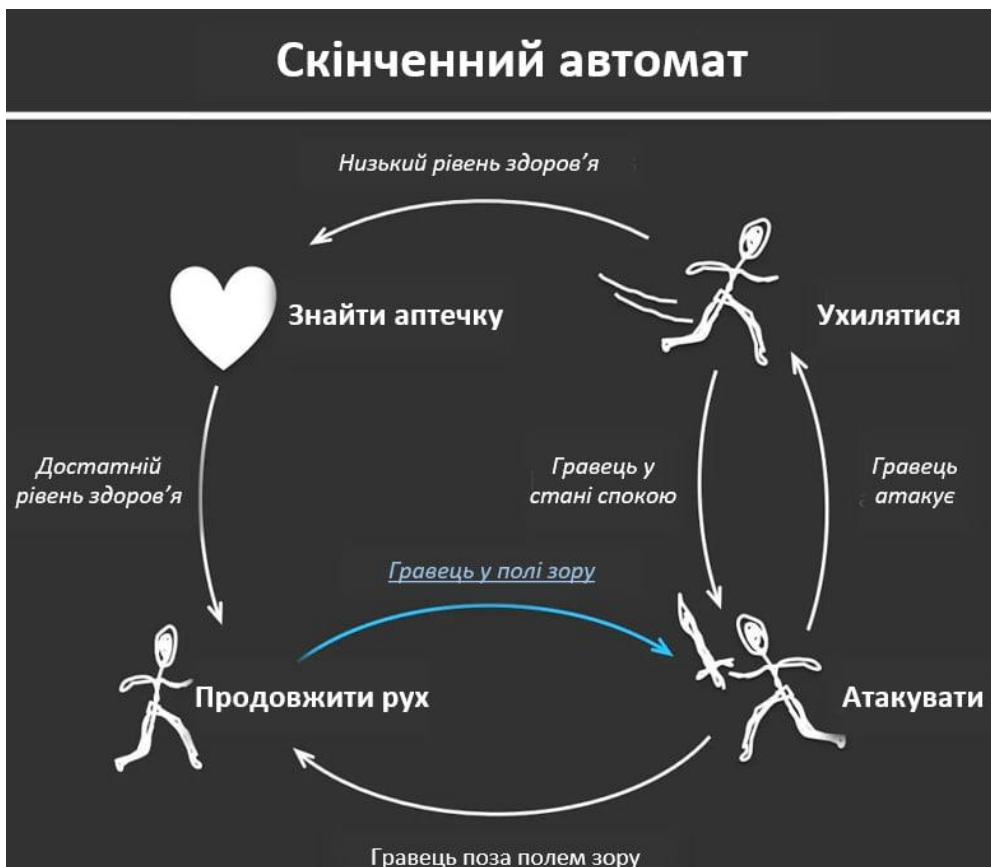 Скінченний автомат
Низький рівень здоров’я
Знайти аптечку
Ухилятися
Достатній
рівень здоров’я
Гравець у
стані спокою
Гравець
атакує
Гравець у полі зору
Продовжити рух
Атакувати
Гравець поза полем зору